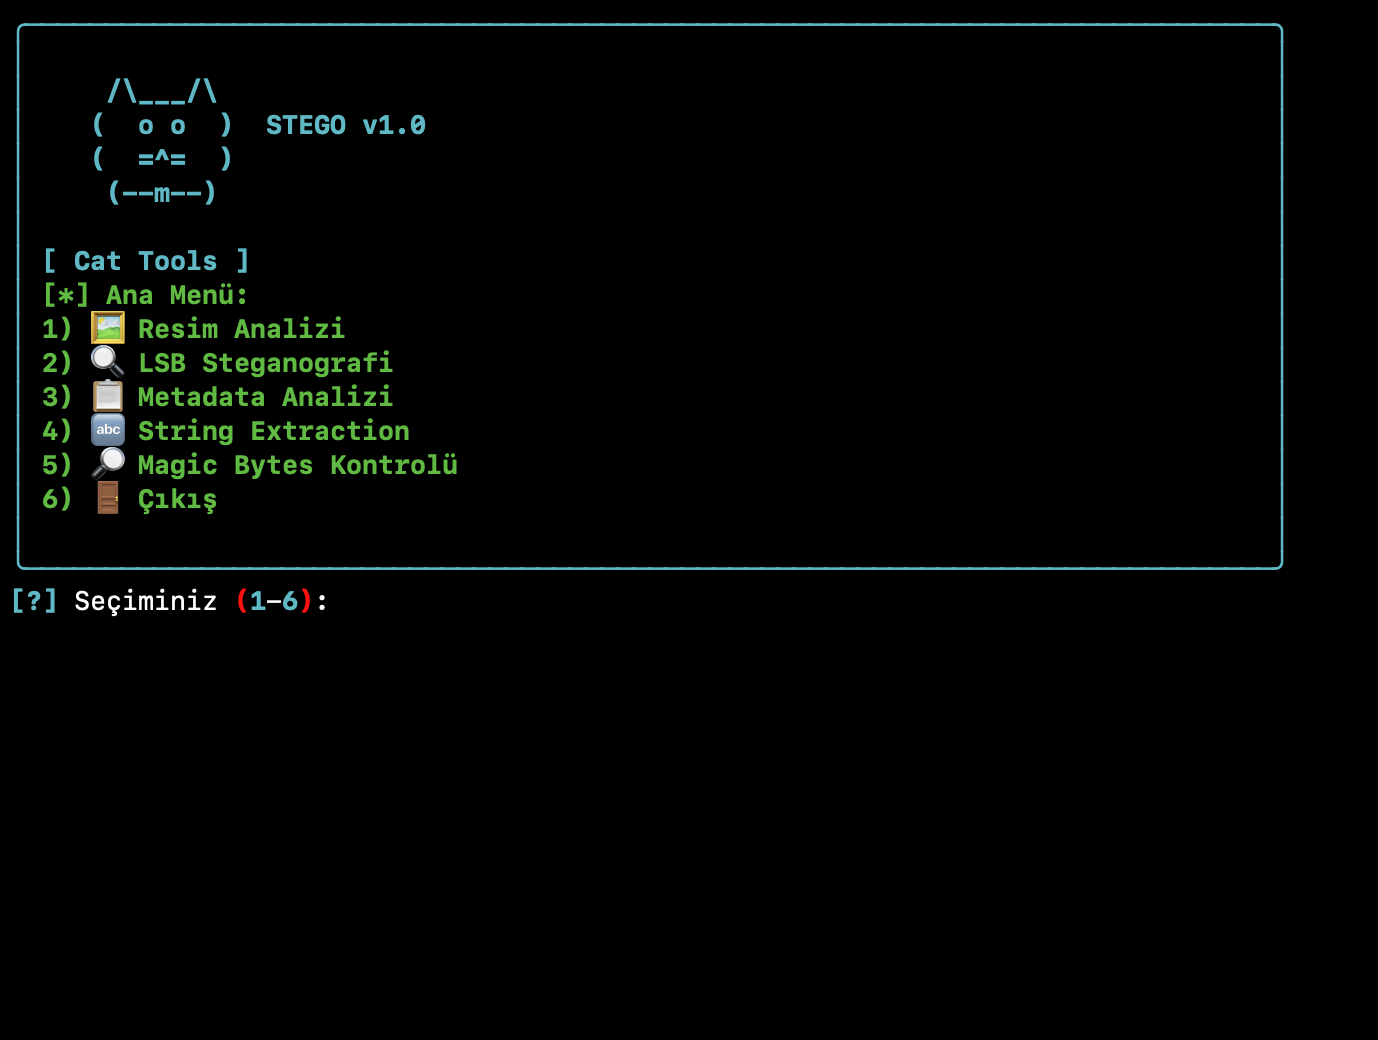 /\___/\
(  o o  )  STEGO v1.0
(  =^=  )
(--m--)
[ Cat Tools ]
[*] Ana Menü:
1) 🖼️ Resim Analizi
2) 🔍 LSB Steganografi
3) 📋 Metadata Analizi
4) 🔤 String Extraction
5) 🔎 Magic Bytes Kontrolü
6) 🚪 Çıkış
[?] Seçiminiz (1-6):